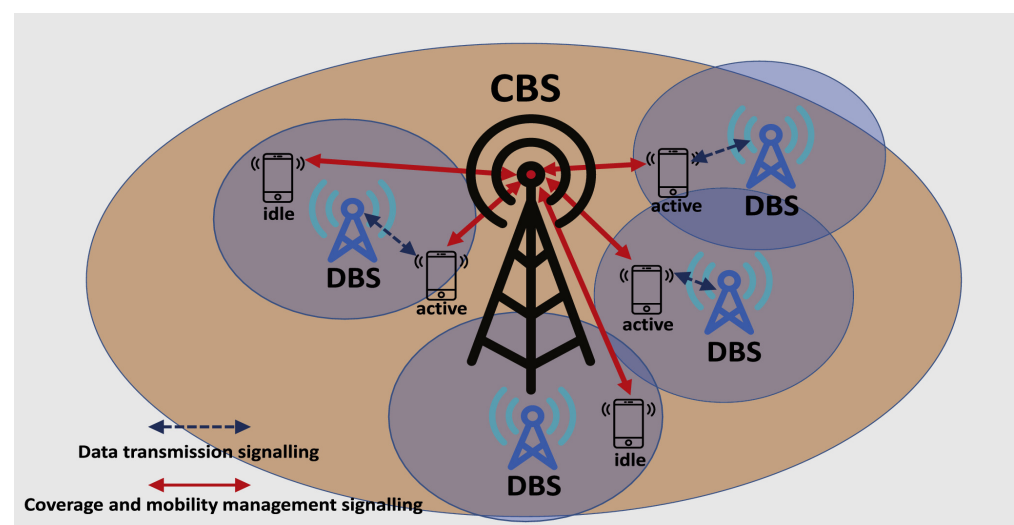 CBS
idle
DBS
active
active
DBS
active
DBS
idle
DBS
Data transmission signalling
Coverage and mobility management signalling